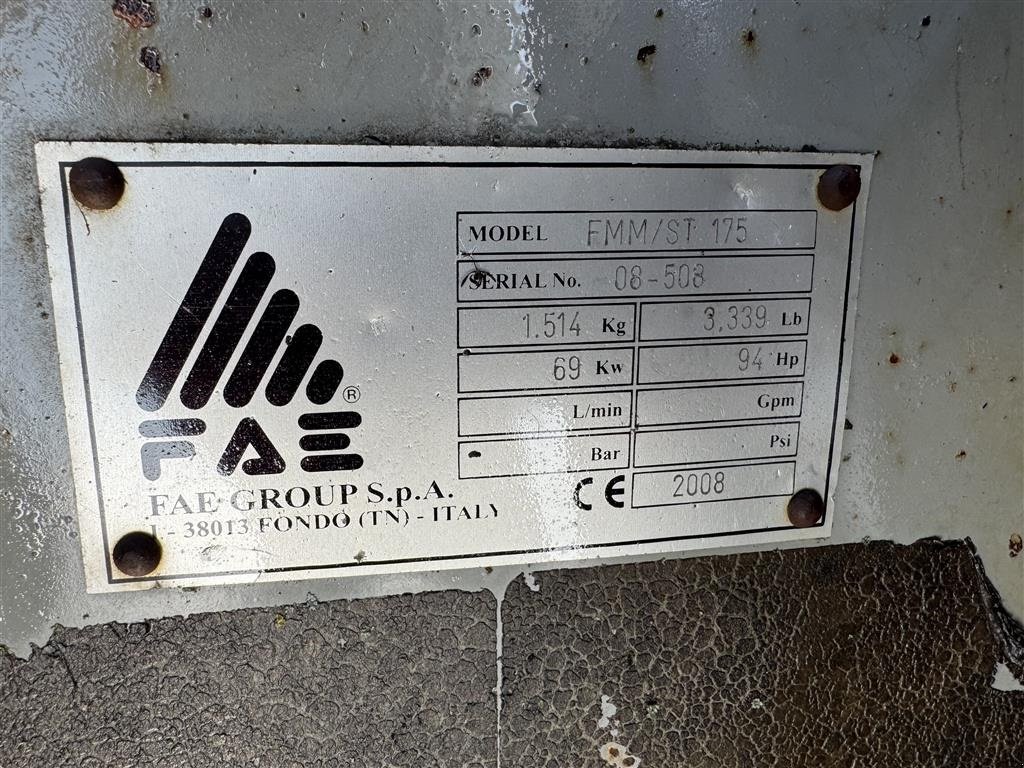 MODEL FMM/ST 175
SERIAL No. 08-508
1.514 Kg 3,339 Lb
69 Kw 94 Hp
L/min Gpm
Bar Psi
CE 2008
®
FAE
FAE GROUP S.p.A.
I - 38013 FONDO (TN) - ITALY